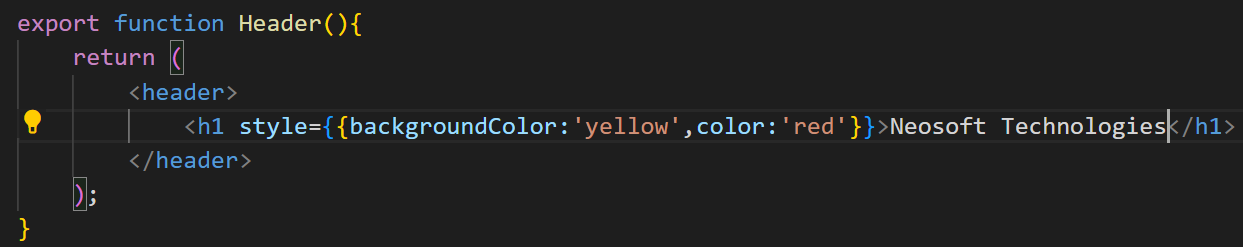 export function Header(){
return (
<header>
<h1 style={{backgroundColor:'yellow',color:'red'}}>Neosoft Technologies</h1>
</header>
);
}